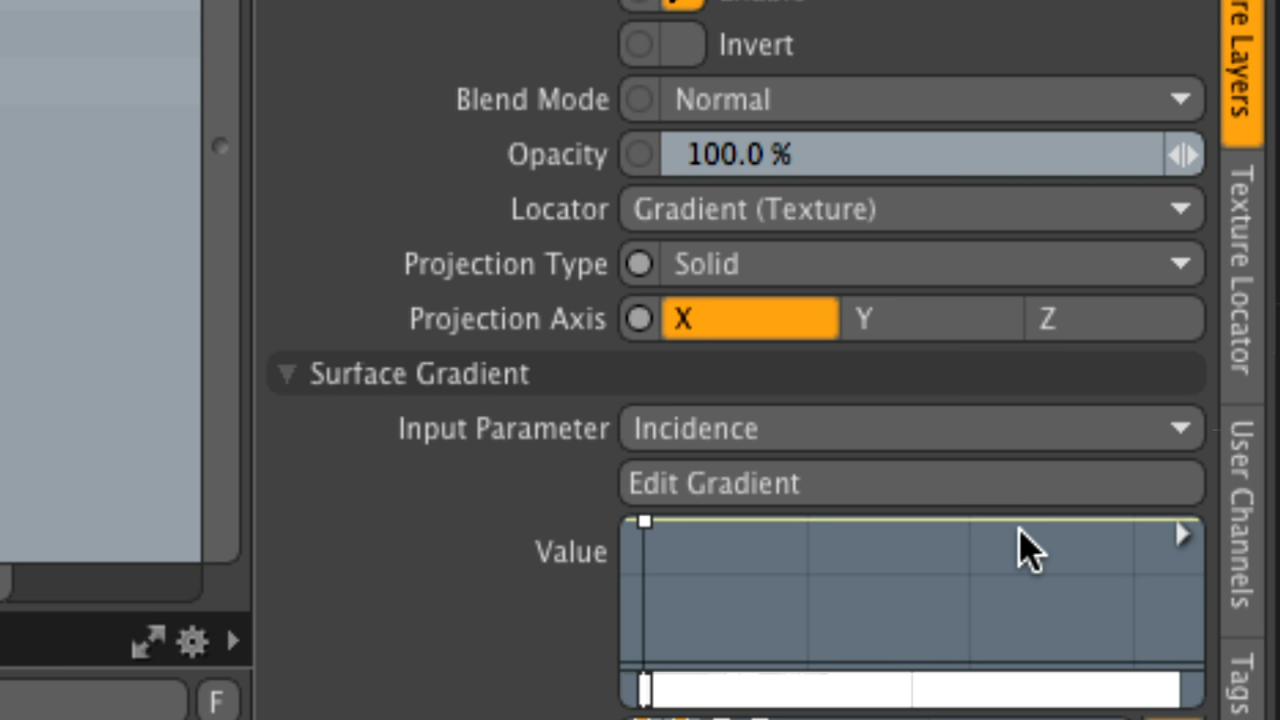 Enable
Invert
Blend Mode Normal
Opacity 100.0 %
Locator Gradient (Texture)
Projection Type Solid
Projection Axis X Y Z
Surface Gradient
Input Parameter Incidence
Edit Gradient
Value
F
re Layers
Texture Locator
User Channels
Tags